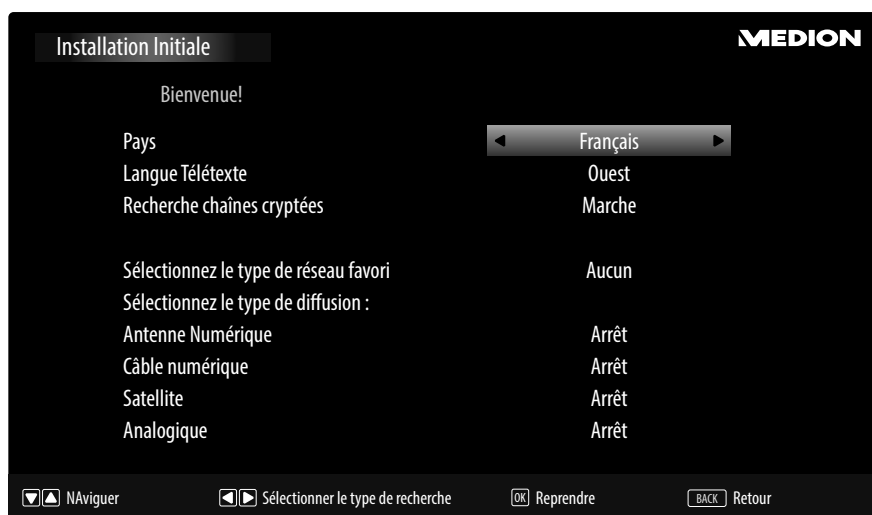 Installation Initiale MEDION
Bienvenue!
Pays Français
Langue Télétexte Ouest
Recherche chaînes cryptées Marche
Sélectionnez le type de réseau favori Aucun
Sélectionnez le type de diffusion :
Antenne Numérique Arrêt
Câble numérique Arrêt
Satellite Arrêt
Analogique Arrêt
NAviguer Sélectionner le type de recherche OK Reprendre BACK Retour